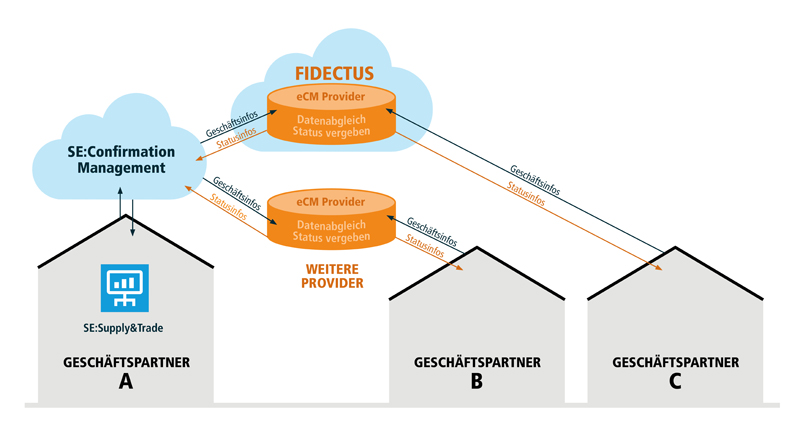 FIDECTUS
eCM Provider
Datenabgleich
Status vergeben
Geschäftsinfos
Statusinfos
Geschäftsinfos
Statusinfos
SE:Confirmation
Management
Geschäftsinfos
Statusinfos
eCM Provider
Datenabgleich
Status vergeben
Geschäftsinfos
Statusinfos
WEITERE
PROVIDER
SE:Supply&Trade
GESCHÄFTSPARTNER
A
GESCHÄFTSPARTNER
B
GESCHÄFTSPARTNER
C